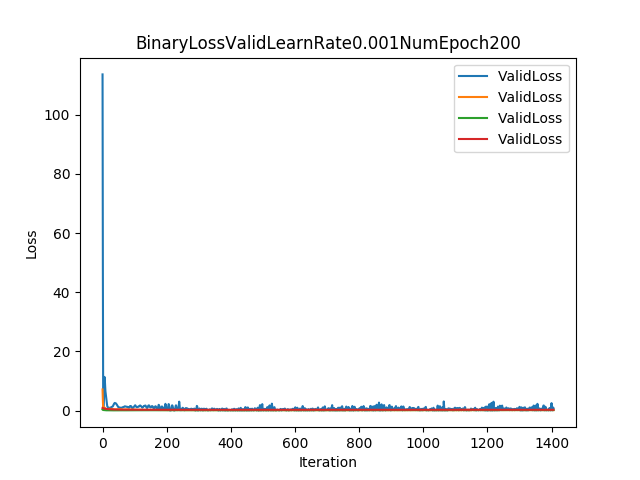 BinaryLossValidLearnRate0.001NumEpoch200
ValidLoss
ValidLoss
ValidLoss
ValidLoss
100
80
60
40
20
0
Loss
0 200 400 600 800 1000 1200 1400
Iteration